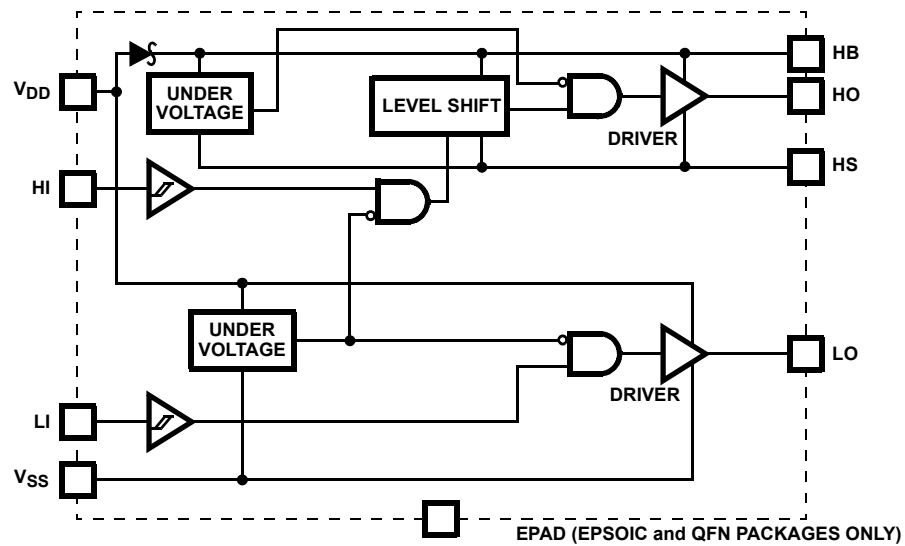 HB
VDD
UNDER
VOLTAGE
LEVEL SHIFT
HO
DRIVER
HS
HI
UNDER
VOLTAGE
LO
DRIVER
LI
VSS
EPAD (EPSOIC and QFN PACKAGES ONLY)